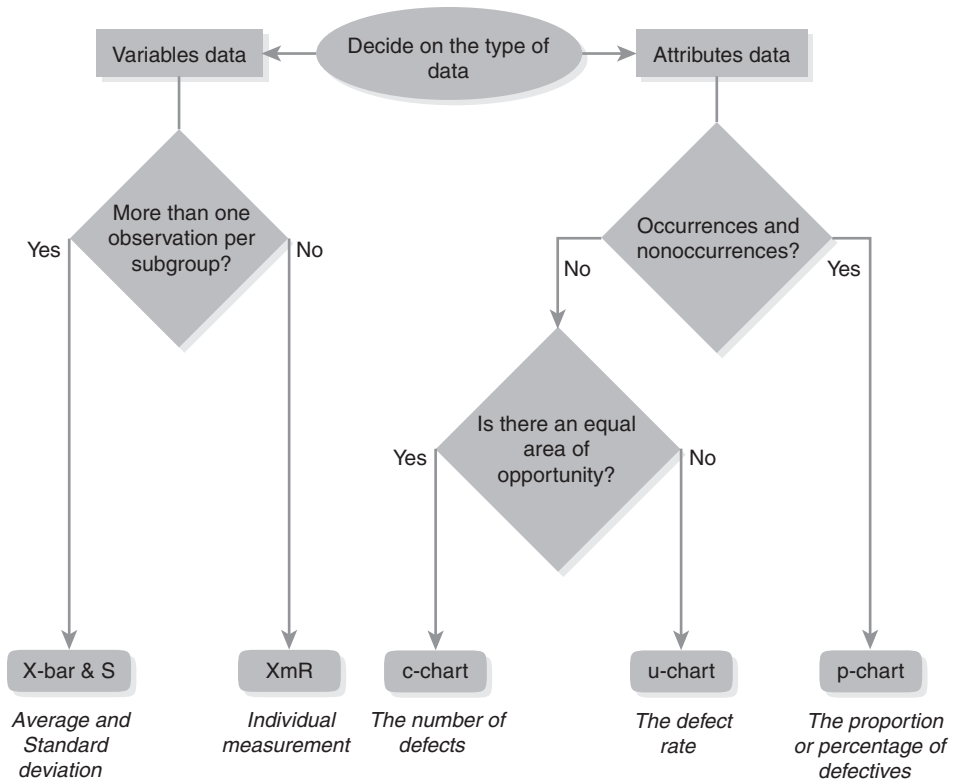 Decide on the type of
data
Variables data
Attributes data
More than one
observation per
subgroup?
Yes
No
Occurrences and
nonoccurrences?
No
Yes
Is there an equal
area of
opportunity?
Yes
No
X-bar & S
XmR
c-chart
u-chart
p-chart
Average and
Standard
deviation
Individual
measurement
The number of
defects
The defect
rate
The proportion
or percentage of
defectives